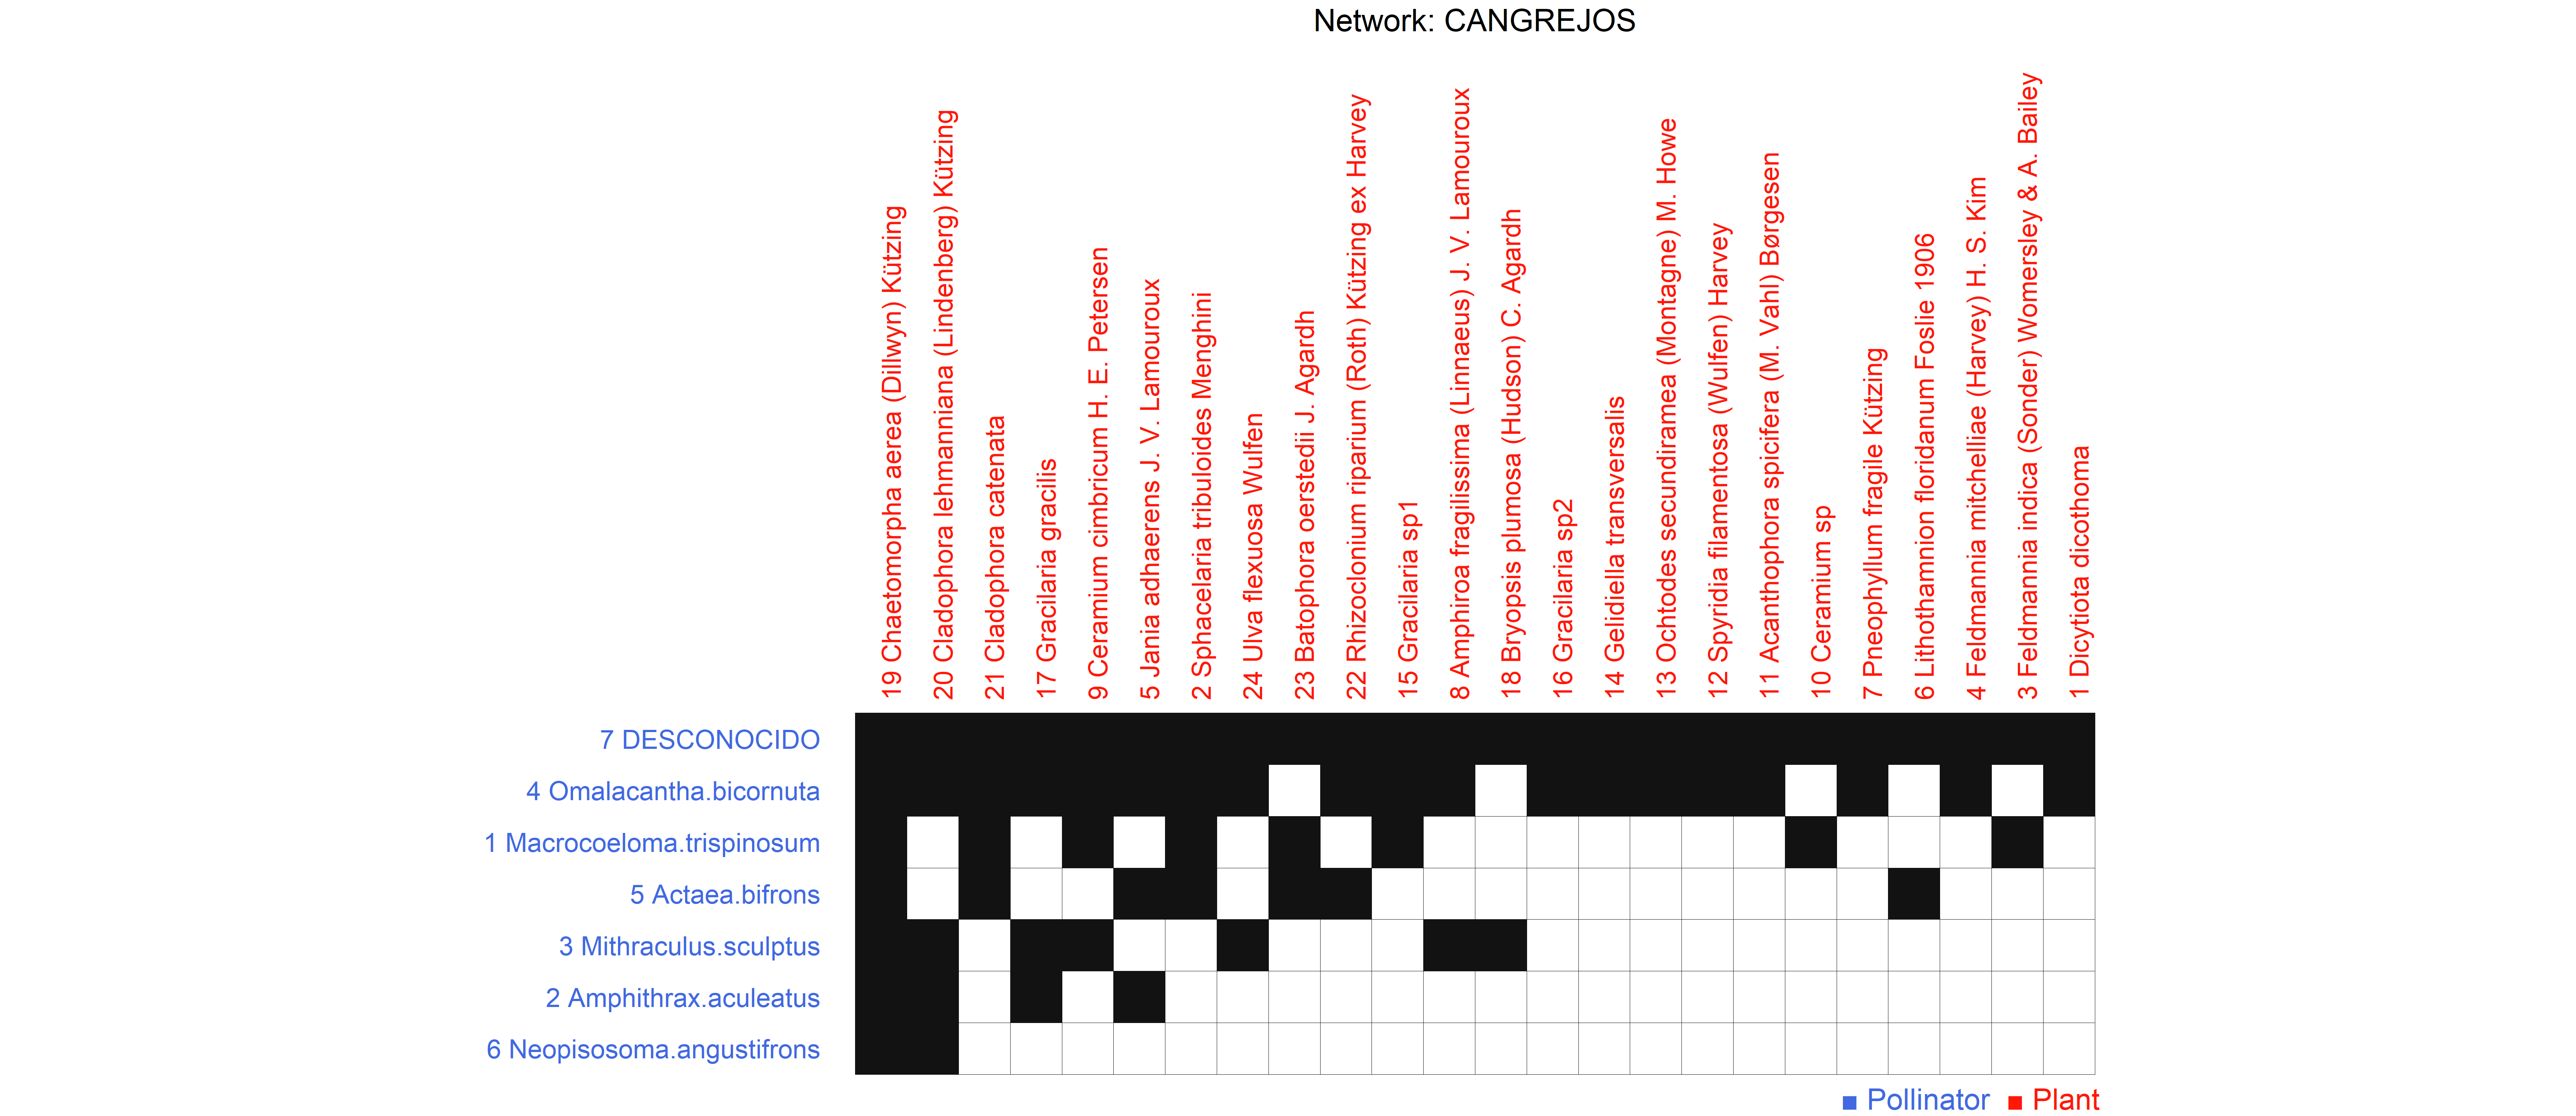 Network: CANGREJOS
19 Chaetomorpha aerea (Dillwyn) Kützing
20 Cladophora lehmanniana (Lindenberg) Kützing
21 Cladophora catenata
17 Gracilaria gracilis
9 Ceramium cimbricum H. E. Petersen
5 Jania adhaerens J. V. Lamouroux
2 Sphacelaria tribuloides Menghini
24 Ulva flexuosa Wulfen
23 Batophora oerstedii J. Agardh
22 Rhizoclonium riparium (Roth) Kützing ex Harvey
15 Gracilaria sp1
8 Amphiroa fragilissima (Linnaeus) J. V. Lamouroux
18 Bryopsis plumosa (Hudson) C. Agardh
16 Gracilaria sp2
14 Gelidiella transversalis
13 Ochtodes secundiramea (Montagne) M. Howe
12 Spyridia filamentosa (Wulfen) Harvey
11 Acanthophora spicifera (M. Vahl) Børgesen
10 Ceramium sp
7 Pneophyllum fragile Kützing
6 Lithothamnion floridanum Foslie 1906
4 Feldmannia mitchelliae (Harvey) H. S. Kim
3 Feldmannia indica (Sonder) Womersley & A. Bailey
1 Dicytiota dicothoma
7 DESCONOCIDO
4 Omalacantha.bicornuta
1 Macrocoeloma.trispinosum
5 Actaea.bifrons
3 Mithraculus.sculptus
2 Amphithrax.aculeatus
6 Neopisosoma.angustifrons
Pollinator Plant